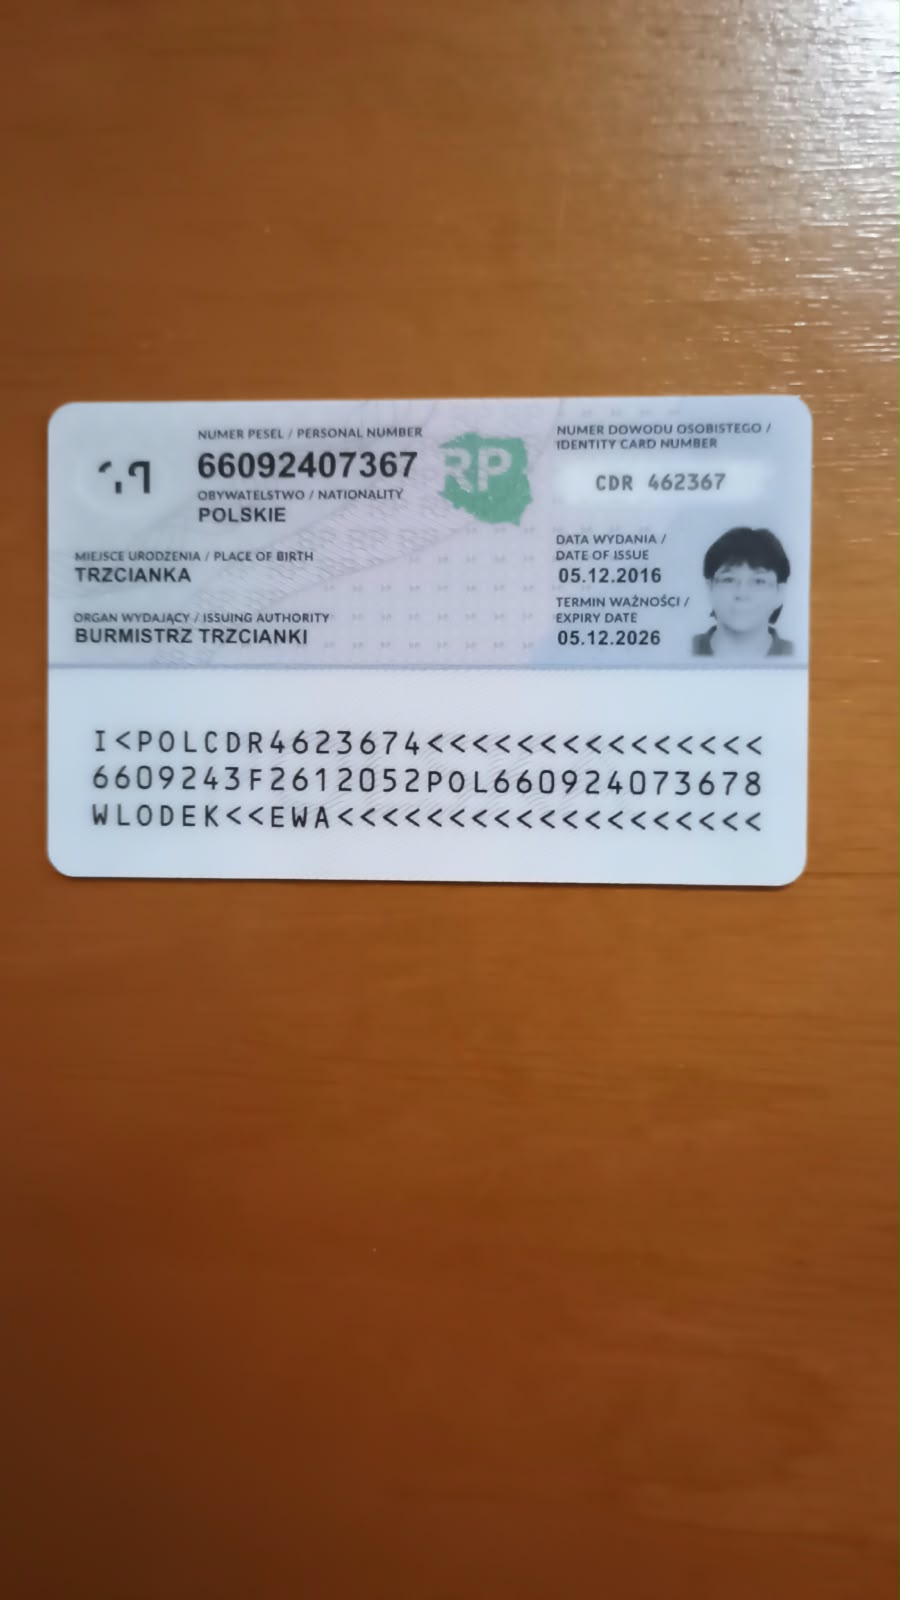 NUMER PESEL / PERSONAL NUMBER
66092407367
OBYWATELSTWO / NATIONALITY
POLSKIE
MIEJSCE URODZENIA / PLACE OF BIRTH
TRZCIANKA
ORGAN WYDAJĄCY / ISSUING AUTHORITY
BURMISTRZ TRZCIANKI
RP
NUMER DOWODU OSOBISTEGO /
IDENTITY CARD NUMBER
CDR 462367
DATA WYDANIA /
DATE OF ISSUE
05.12.2016
TERMIN WAŻNOŚCI /
EXPIRY DATE
05.12.2026
I<POLCDR4623674<<<<<<<<<<<<<<<
6609243F2612052POL660924073678
WLODEK<<EWA<<<<<<<<<<<<<<<<<<<